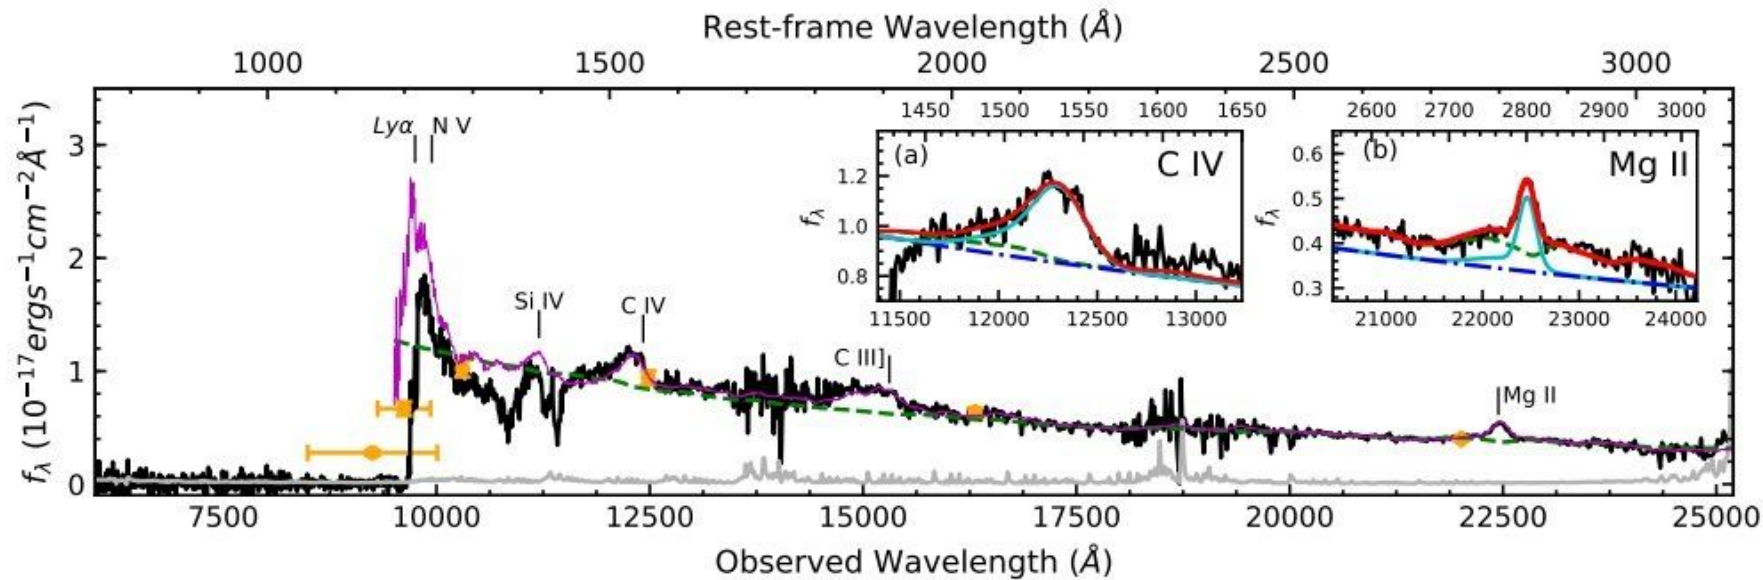 Rest-frame Wavelength (Å)
1000 1500 2000 2500 3000
fλ (10−17ergs−1cm−2Å−1)
3
2
1
0
Lyα N V
Si IV
C IV
C III]
Mg II
1450 1500 1550 1600 1650
(a) C IV
fλ
1.2
1.0
0.8
11500 12000 12500 13000
2600 2700 2800 2900 3000
(b) Mg II
fλ
0.6
0.5
0.4
0.3
21000 22000 23000 24000
7500 10000 12500 15000 17500 20000 22500 25000
Observed Wavelength (Å)